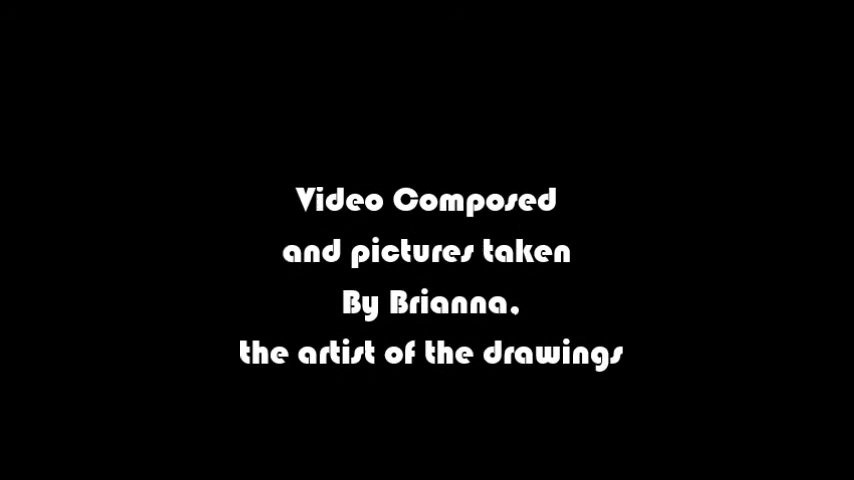 Video Composed
and pictures taken
By Brianna,
the artist of the drawings